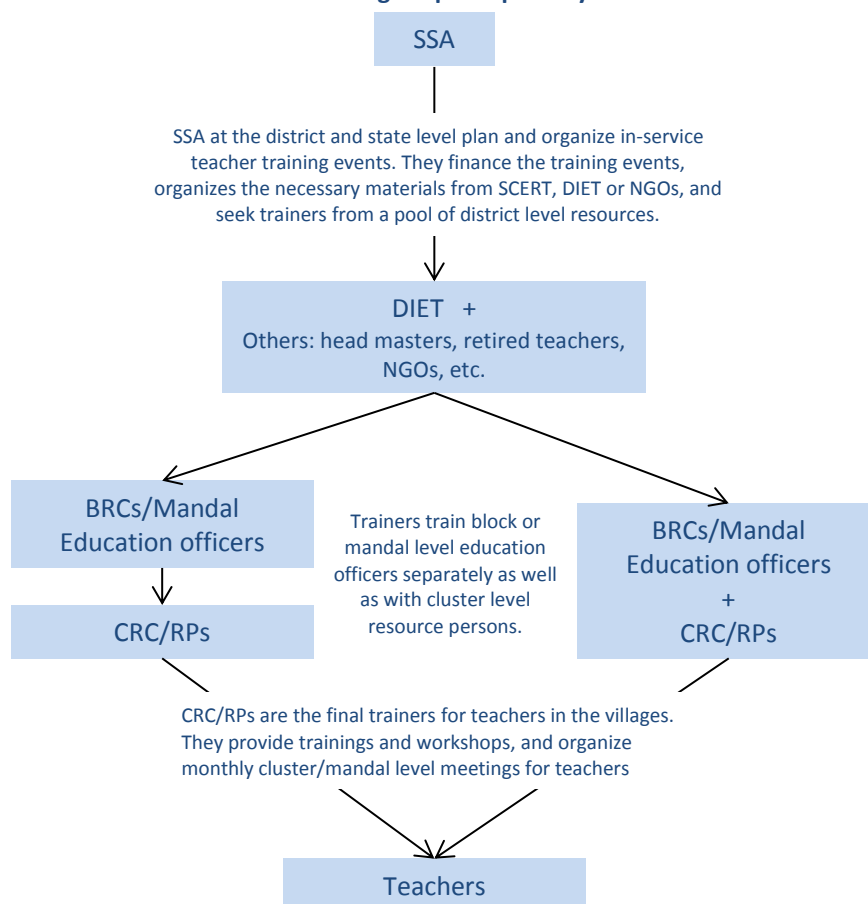 SSA
SSA at the district and state level plan and organize in-service
teacher training events. They finance the training events,
organizes the necessary materials from SCERT, DIET or NGOs, and
seek trainers from a pool of district level resources.
DIET +
Others: head masters, retired teachers,
NGOs, etc.
BRCs/Mandal
Education officers
CRC/RPs
Trainers train block or
mandal level education
officers separately as well
as with cluster level
resource persons.
BRCs/Mandal
Education officers
+
CRC/RPs
CRC/RPs are the final trainers for teachers in the villages.
They provide trainings and workshops, and organize
monthly cluster/mandal level meetings for teachers
Teachers